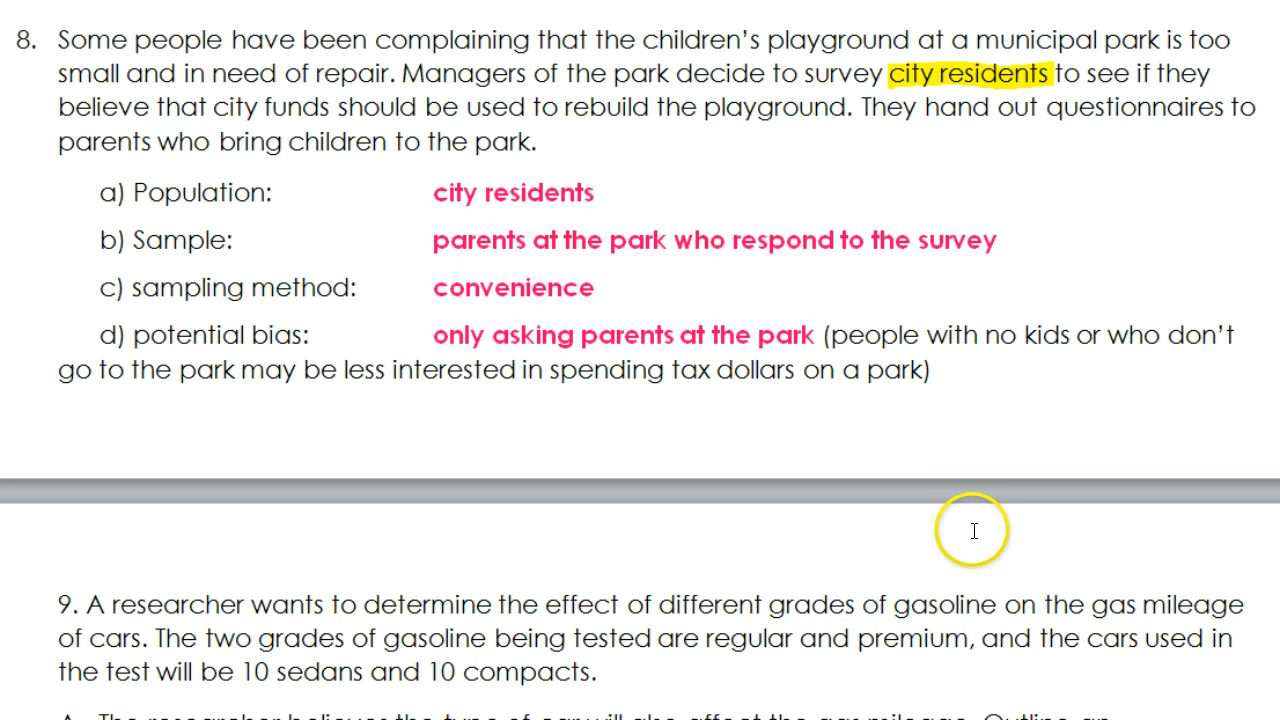 8. Some people have been complaining that the children's playground at a municipal park is too
small and in need of repair. Managers of the park decide to survey city residents to see if they
believe that city funds should be used to rebuild the playground. They hand out questionnaires to
parents who bring children to the park.
a) Population: city residents
b) Sample: parents at the park who respond to the survey
c) sampling method: convenience
d) potential bias: only asking parents at the park (people with no kids or who don't
go to the park may be less interested in spending tax dollars on a park)
9. A researcher wants to determine the effect of different grades of gasoline on the gas mileage
of cars. The two grades of gasoline being tested are regular and premium, and the cars used in
the test will be 10 sedans and 10 compacts.